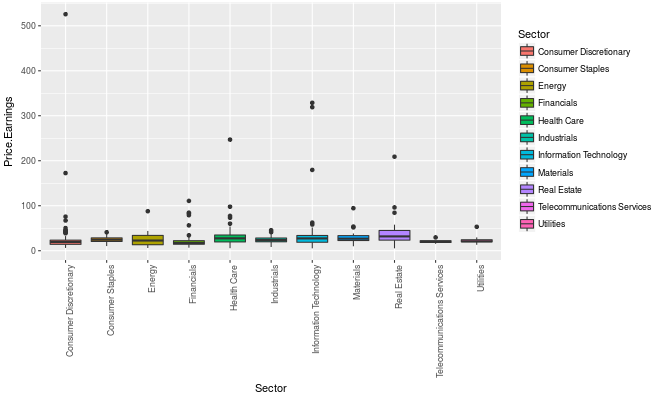 500
400
300
200
100
0
Price.Earnings
Consumer Discretionary
Consumer Staples
Energy
Financials
Health Care
Industrials
Information Technology
Materials
Real Estate
Telecommunications Services
Utilities
Sector
Sector
Consumer Discretionary
Consumer Staples
Energy
Financials
Health Care
Industrials
Information Technology
Materials
Real Estate
Telecommunications Services
Utilities